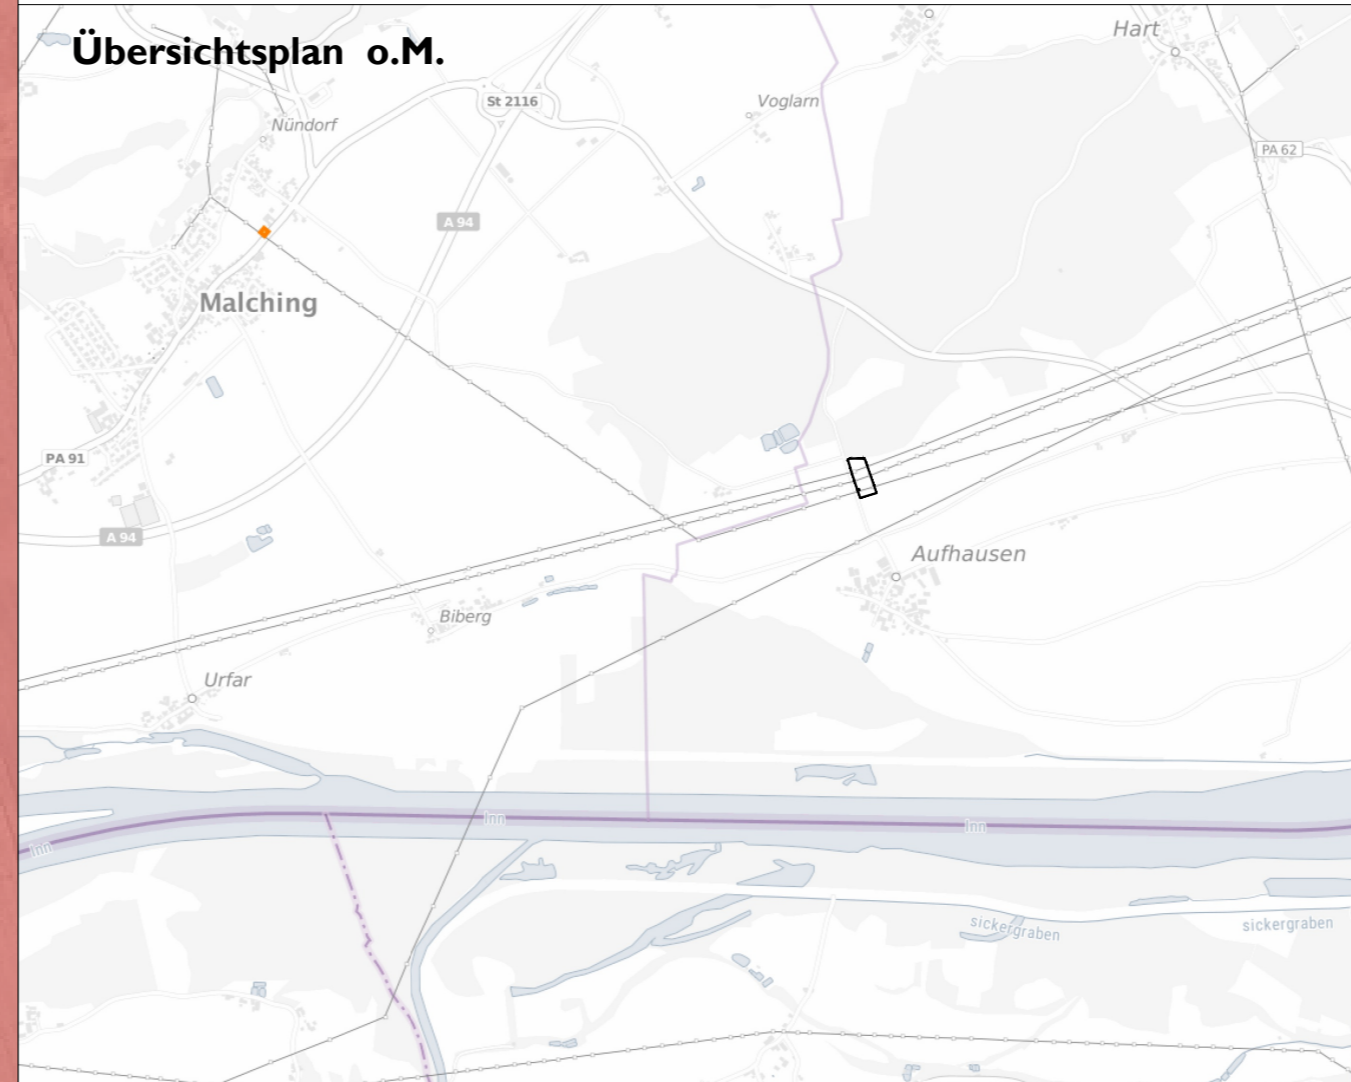 Übersichtsplan o.M.
Hart
St 2116
Voglarn
Nündorf
PA 62
A 94
Malching
PA 91
A 94
Aufhausen
Biberg
Urfar
Inn
Inn
Inn
sickergraben
sickergraben